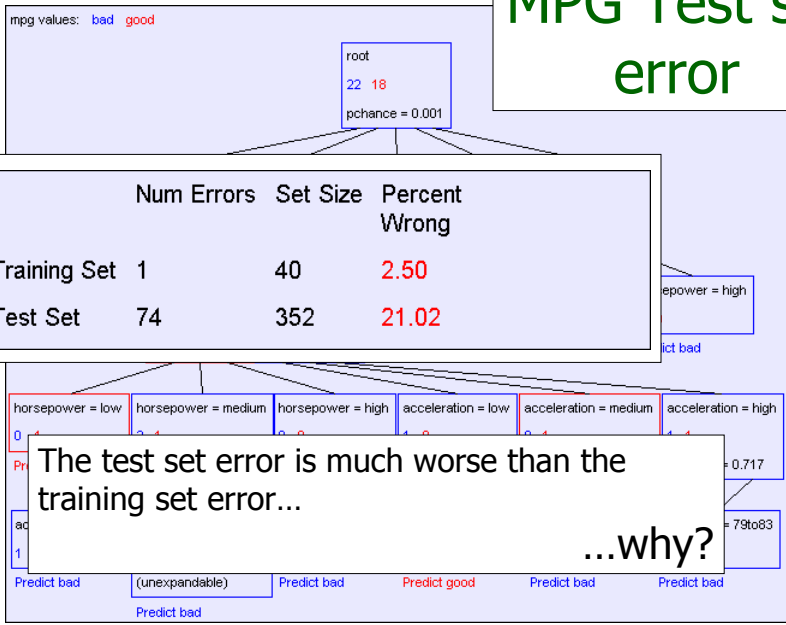 MPG Test s
error
mpg values: bad good
root
22 18
pchance = 0.001
Num Errors Set Size Percent
Wrong
Training Set 1 40 2.50
Test Set 74 352 21.02
epower = high
ict bad
horsepower = low horsepower = medium horsepower = high acceleration = low acceleration = medium acceleration = high
0.717
The test set error is much worse than the
training set error…
…why?
ac
1
79to83
Predict bad (unexpandable) Predict bad Predict good Predict bad Predict bad
Predict bad